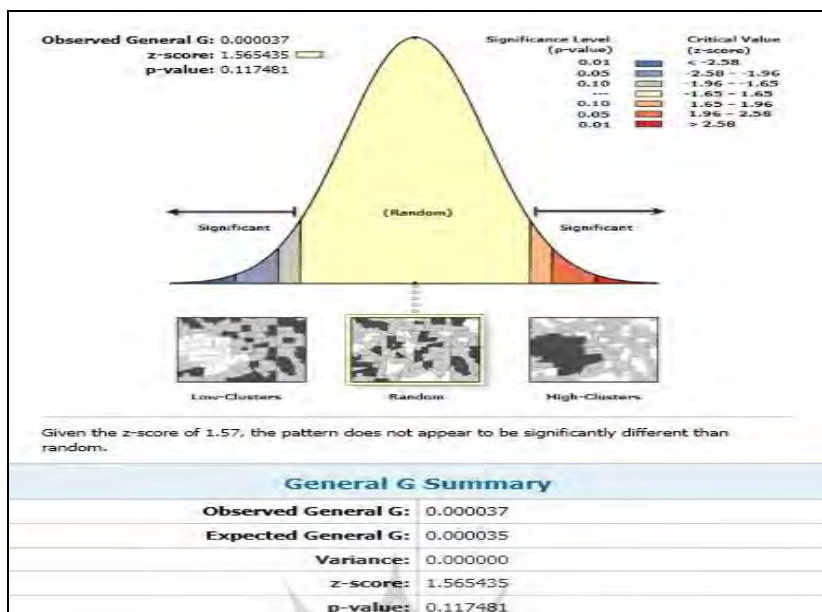 Observed General G: 0.000037
z-score: 1.565435
p-value: 0.117481
Significance Level (p-value)
Critical Value (z-score)
0.01 < -2.58
0.05 -2.58 - -1.96
0.10 -1.96 - -1.65
--- -1.65 - 1.65
0.10 1.65 - 1.96
0.05 1.96 - 2.58
0.01 > 2.58
Significant
(Random)
Significant
Low-Clusters
Random
High-Clusters
Given the z-score of 1.57, the pattern does not appear to be significantly different than
random.
General G Summary
Observed General G: 0.000037
Expected General G: 0.000035
Variance: 0.000000
z-score: 1.565435
p-value: 0.117481